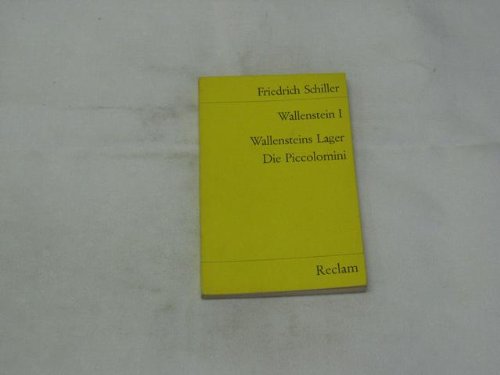 Friedrich Schiller
Wallenstein I
Wallensteins Lager
Die Piccolomini
Reclam